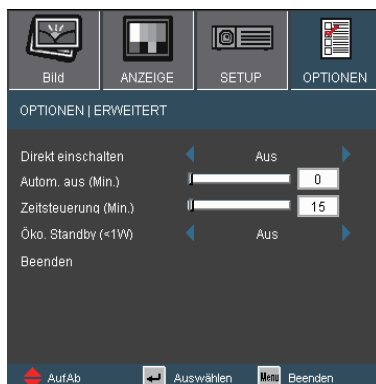 Bild ANZEIGE SETUP OPTIONEN
OPTIONEN | ERWEITERT
Direkt einschalten Aus
Autom. aus (Min.) 0
Zeitsteuerung (Min.) 15
Öko. Standby (<1W) Aus
Beenden
AufAb Auswählen Menu Beenden